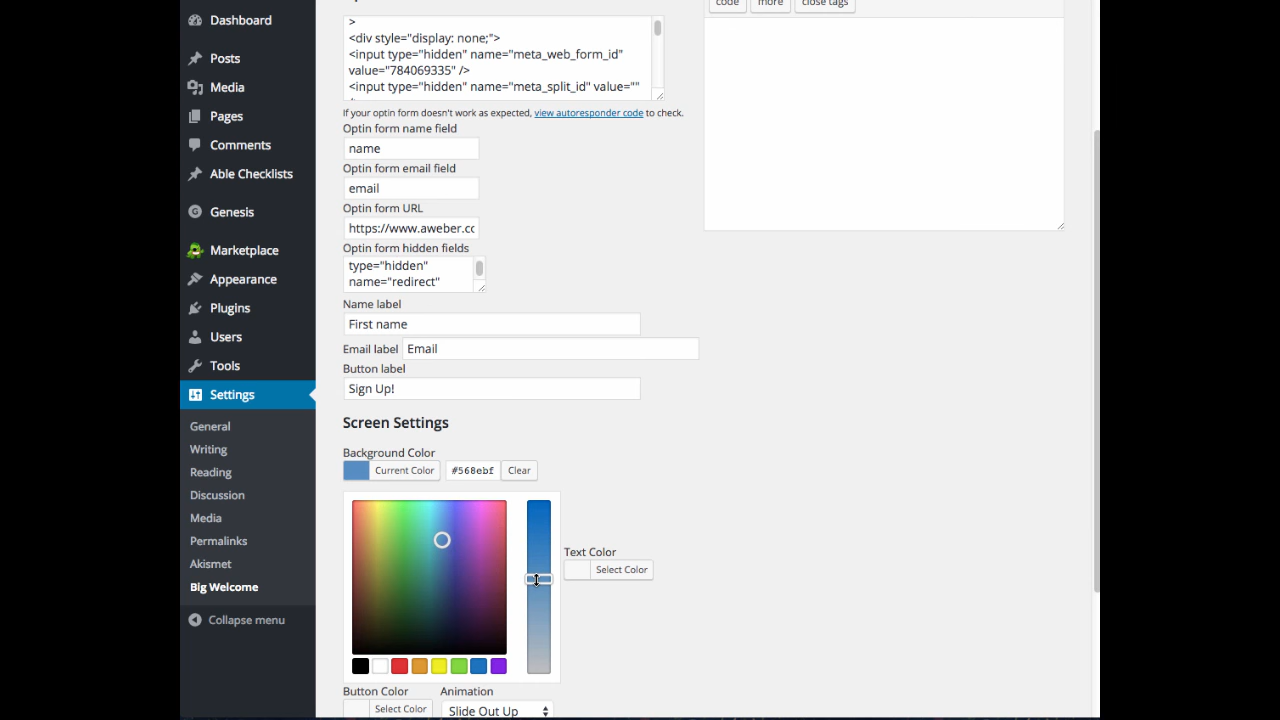 Dashboard
Posts
Media
Pages
Comments
Able Checklists
Genesis
Marketplace
Appearance
Plugins
Users
Tools
Settings
General
Writing
Reading
Discussion
Media
Permalinks
Akismet
Big Welcome
Collapse menu
>
<div style="display: none;">
<input type="hidden" name="meta_web_form_id"
value="784069335" />
<input type="hidden" name="meta_split_id" value=""
If your optin form doesn't work as expected, view autoresponder code to check.
Optin form name field
name
Optin form email field
email
Optin form URL
https://www.aweber.cc
Optin form hidden fields
type="hidden"
name="redirect"
Name label
First name
Email label Email
Button label
Sign Up!
Screen Settings
Background Color
Current Color #568ebf Clear
Text Color
Select Color
Button Color Animation
Select Color Slide Out Up
code more close tags